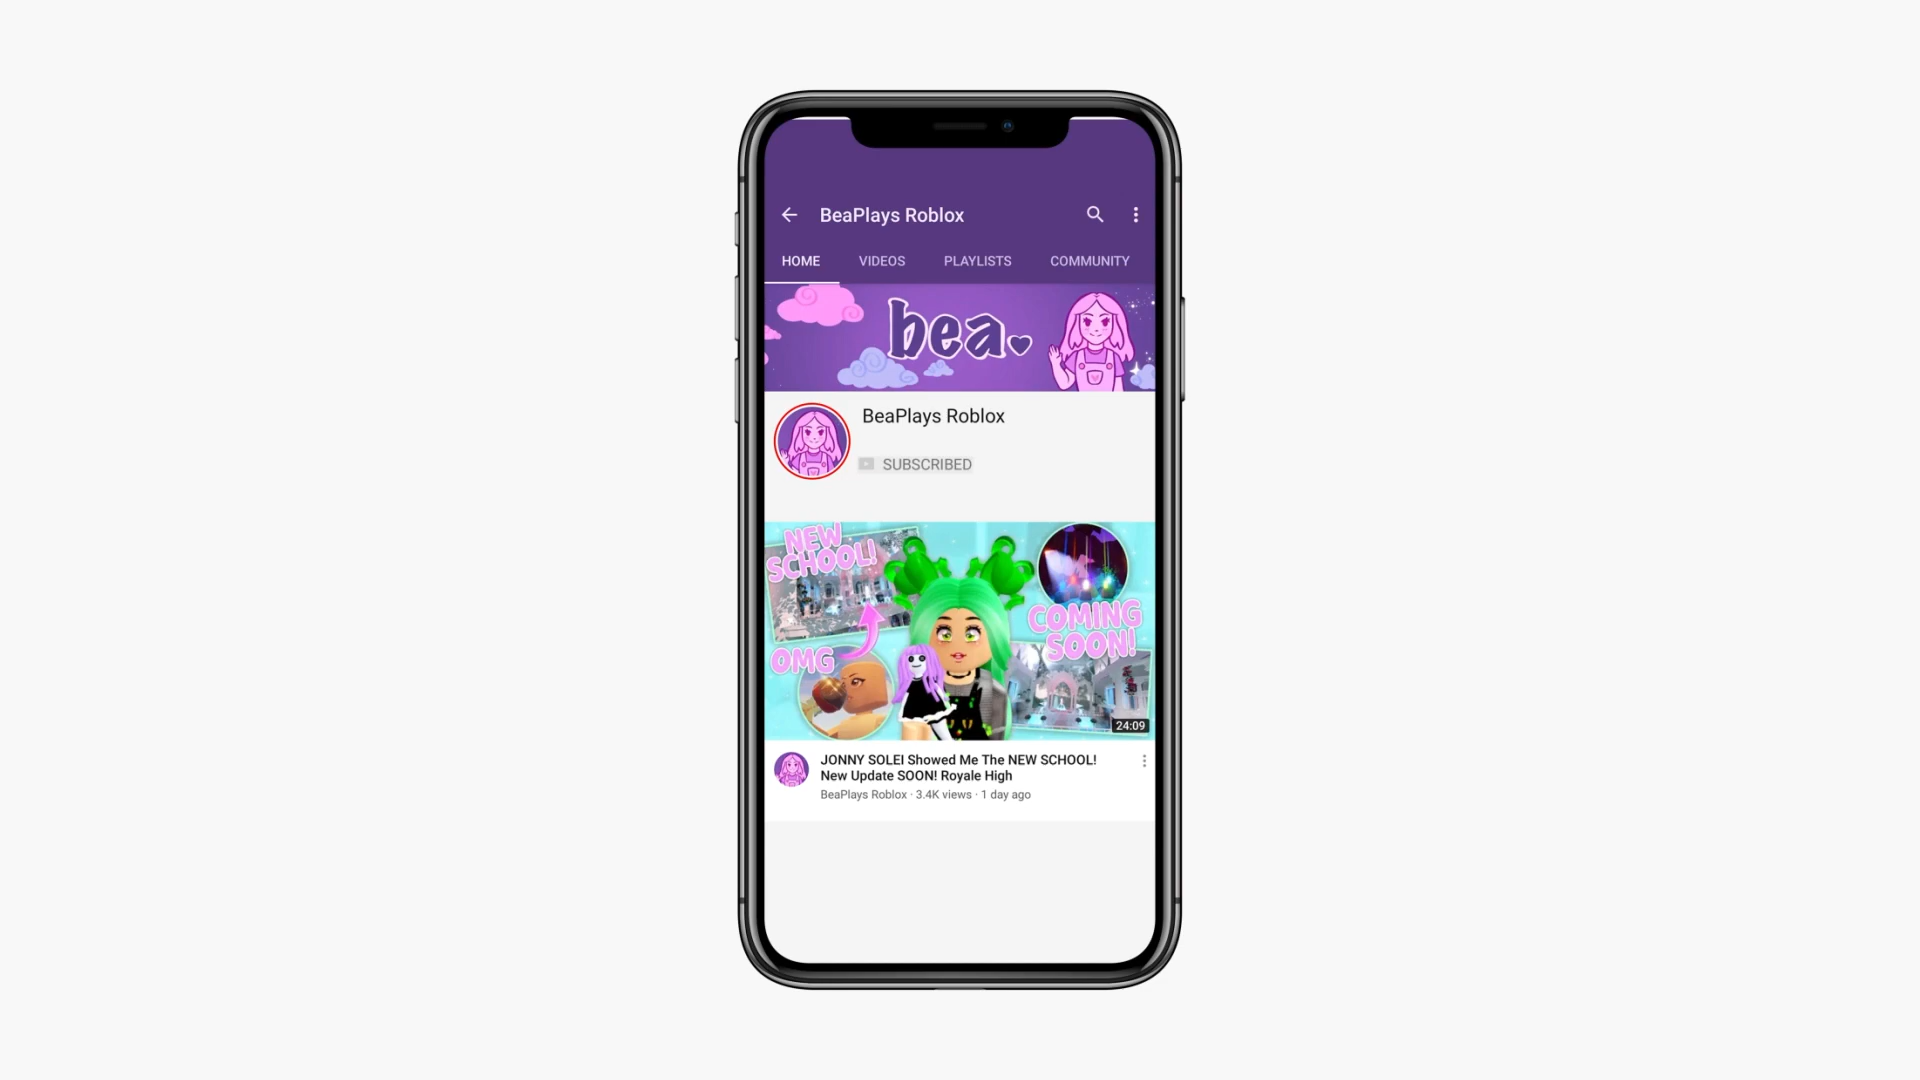 BeaPlays Roblox
HOME VIDEOS PLAYLISTS COMMUNITY
bea
BeaPlays Roblox
SUBSCRIBED
NEW
SCHOOL!
COMING
SOON!
OMG
24:09
JONNY SOLEI Showed Me The NEW SCHOOL!
New Update SOON! Royale High
BeaPlays Roblox · 3.4K views · 1 day ago